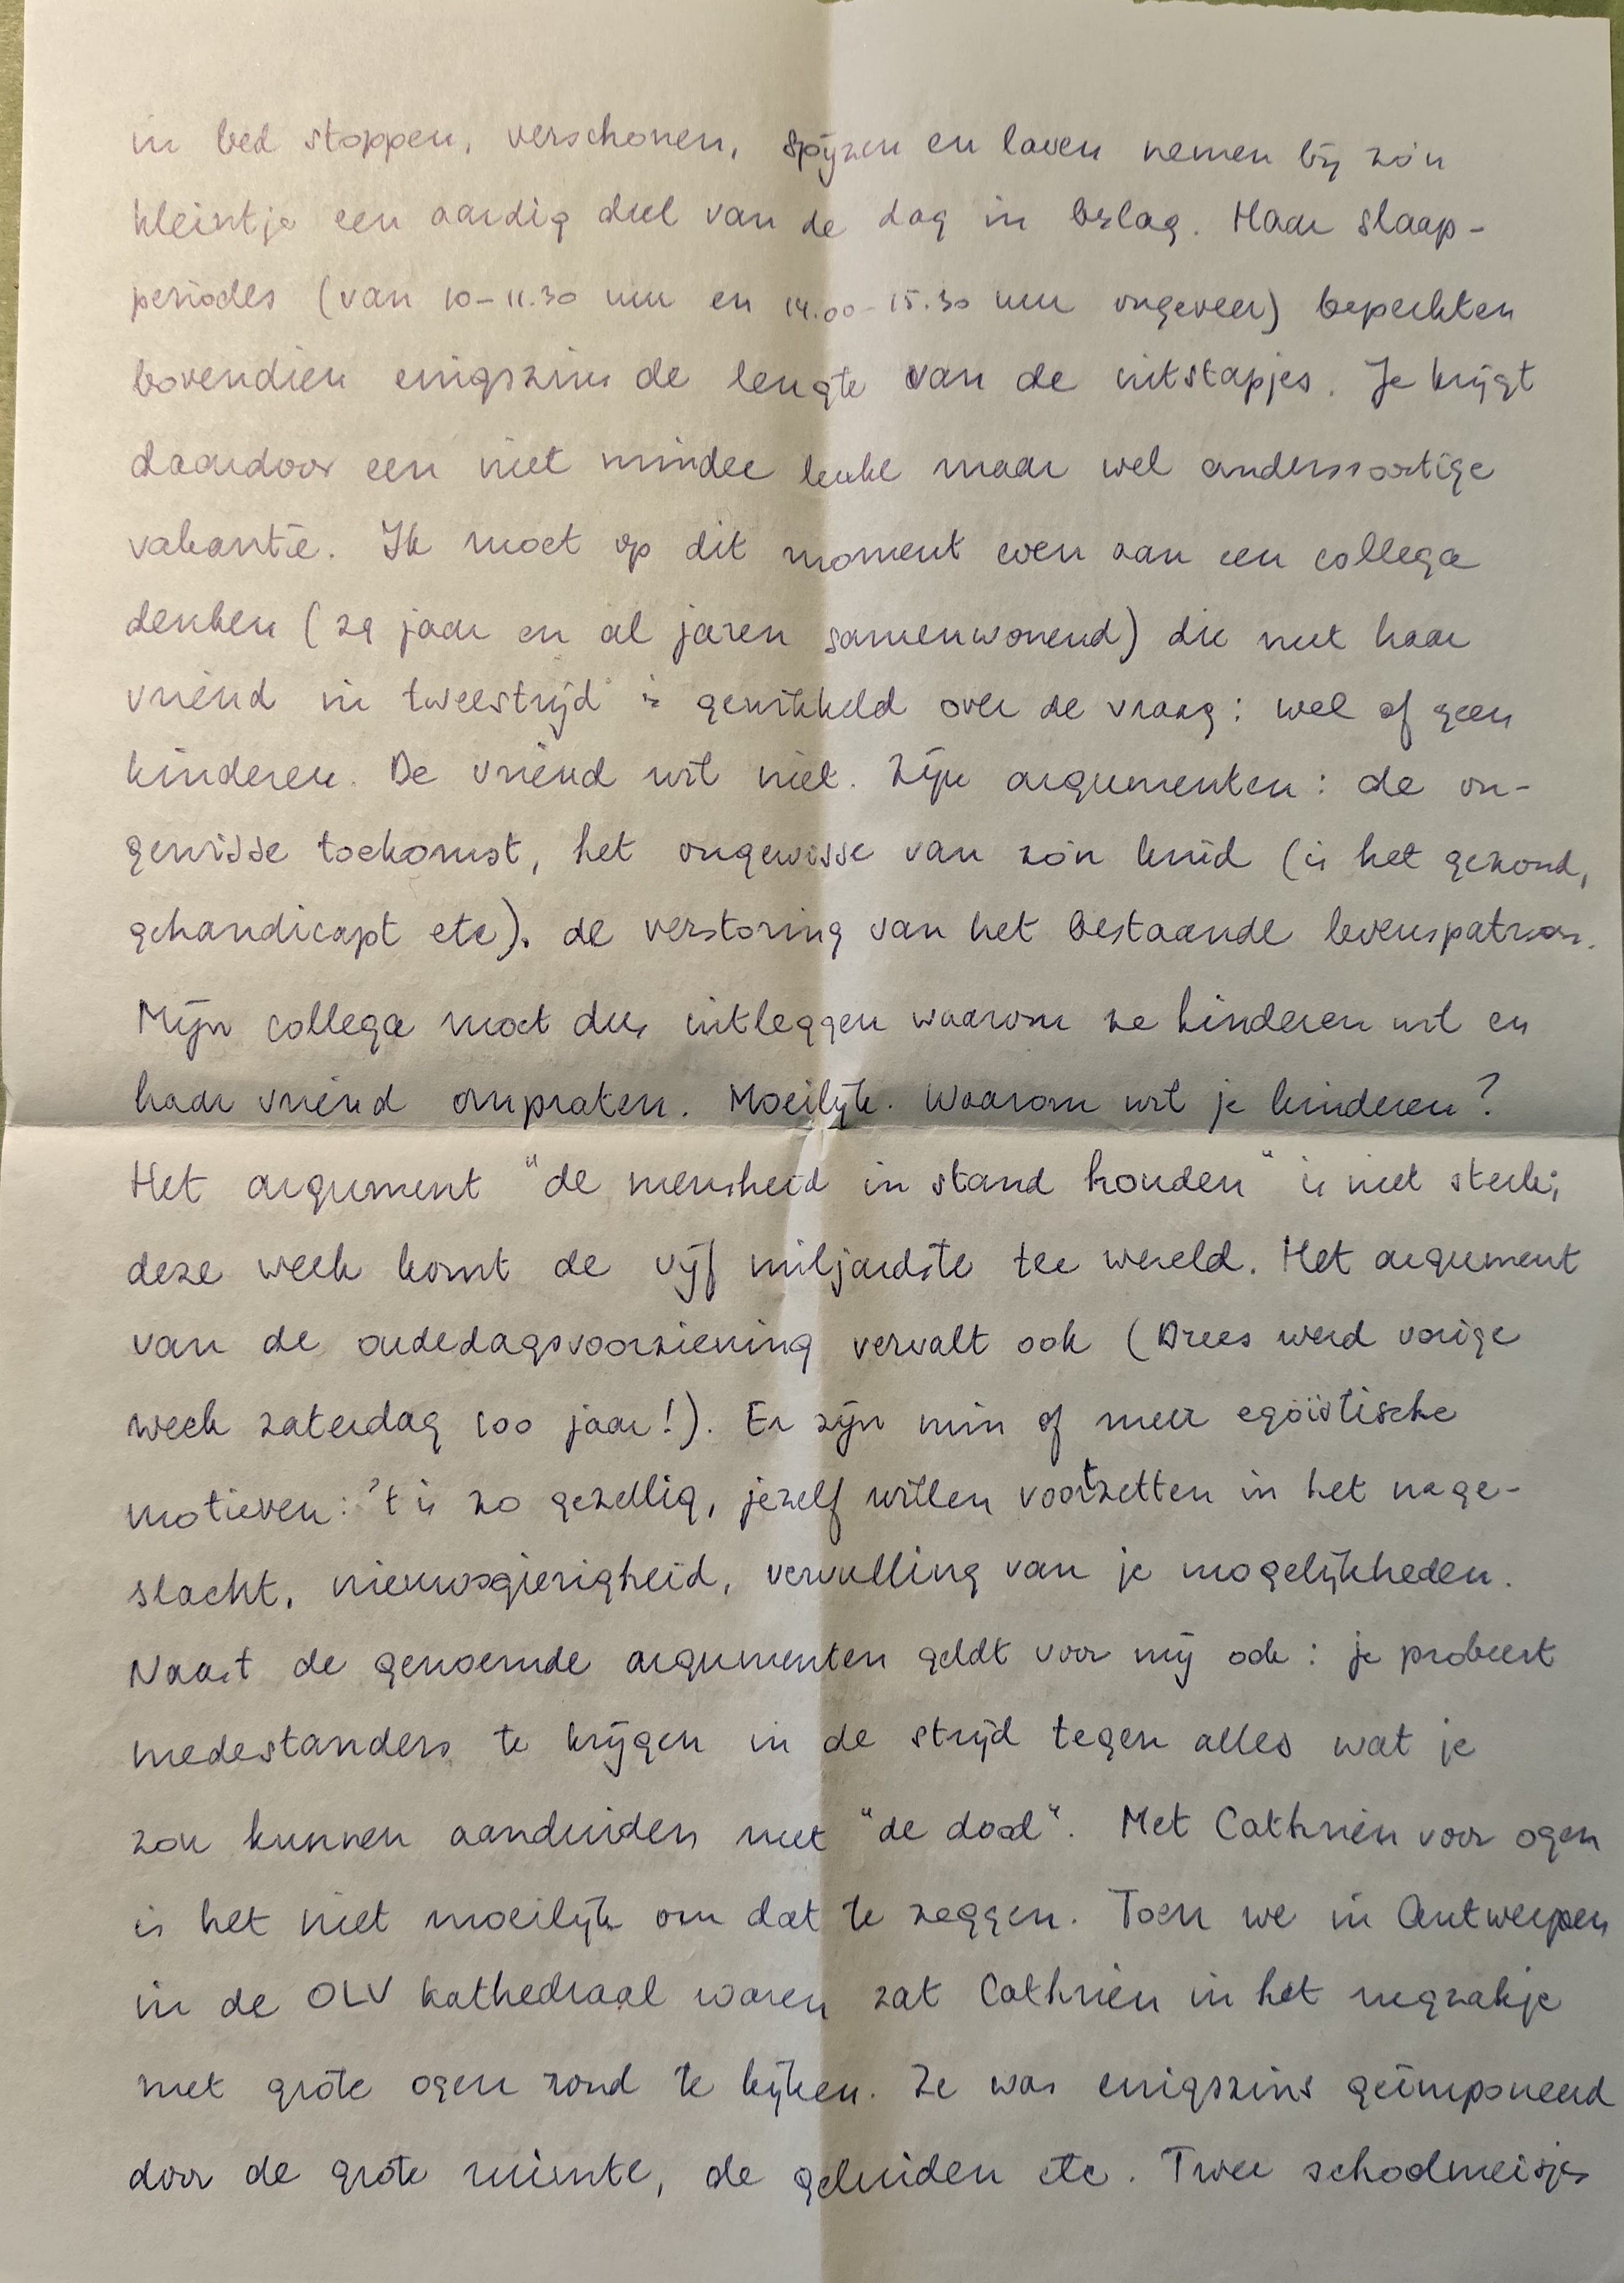 in bed stoppen, verschonen, spijzen en laven nemen bij zo'n
kleintje een aardig deel van de dag in beslag. Haar slaap-
periodes (van 10-11.30 uur en 14.00-15.30 uur ongeveer) beperkten
bovendien enigszins de lengte van de uitstapjes. Je krijgt
daardoor een niet minder leuke maar wel anderssoortige
vakantie. Ik moet op dit moment even aan een collega
denken (29 jaar en al jaren samenwonend) die met haar
vriend in tweestrijd is gewikkeld over de vraag: wel of geen
kinderen. De vriend wil niet. Zijn argumenten: de on-
gewisse toekomst, het ongewisse van zo'n kind (is het gezond,
gehandicapt etc). de verstoring van het bestaande levenspatroon.
Mijn collega moet dus uitleggen waarom ze kinderen wil en
haar vriend ompraten. Moeilijk. Waarom wil je kinderen?
Het argument "de mensheid in stand houden" is niet sterk;
deze week komt de vijf miljardste ter wereld. Het argument
van de oudedagsvoorziening vervalt ook (Drees werd vorige
week zaterdag 100 jaar!). Er zijn min of meer egoïstische
motieven: 't is zo gezellig, jezelf willen voortzetten in het nage-
slacht, nieuwsgierigheid, vervulling van je mogelijkheden.
Naast de genoemde argumenten geldt voor mij ook: je probeert
medestanders te krijgen in de strijd tegen alles wat je
zou kunnen aanduiden met "de dood". Met Cathrien voor ogen
is het niet moeilijk om dat te zeggen. Toen we in Antwerpen
in de OLV kathedraal waren zat Cathrien in het rugzakje
met grote ogen rond te kijken. Ze was enigszins geïmponeerd
door de grote ruimte, de geluiden etc. Twee schoolmeisjes